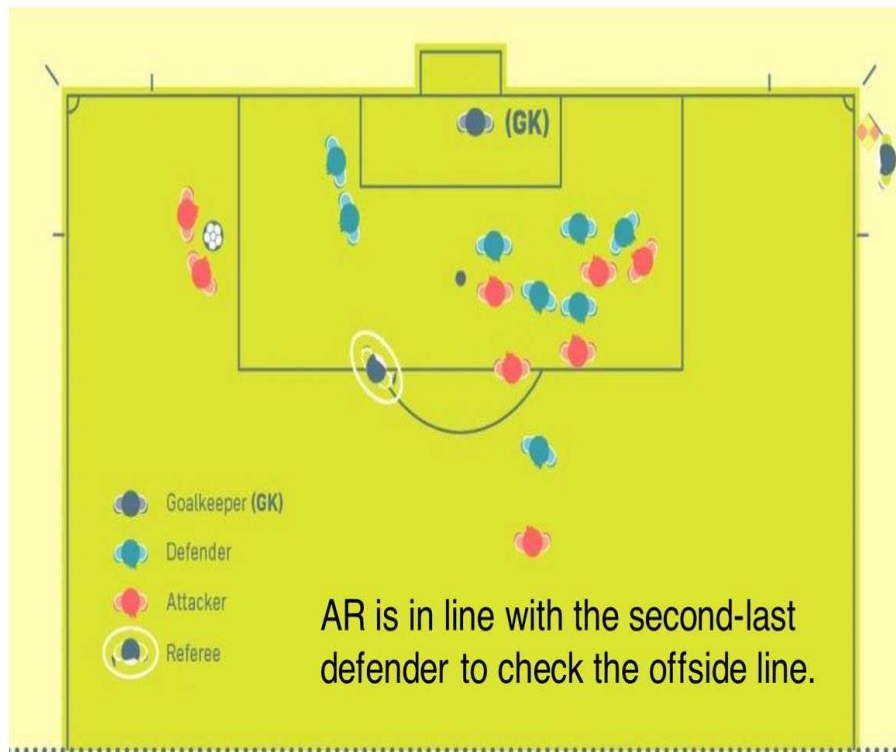 (GK)
Goalkeeper (GK)
Defender
Attacker
Referee
AR is in line with the second-last
defender to check the offside line.